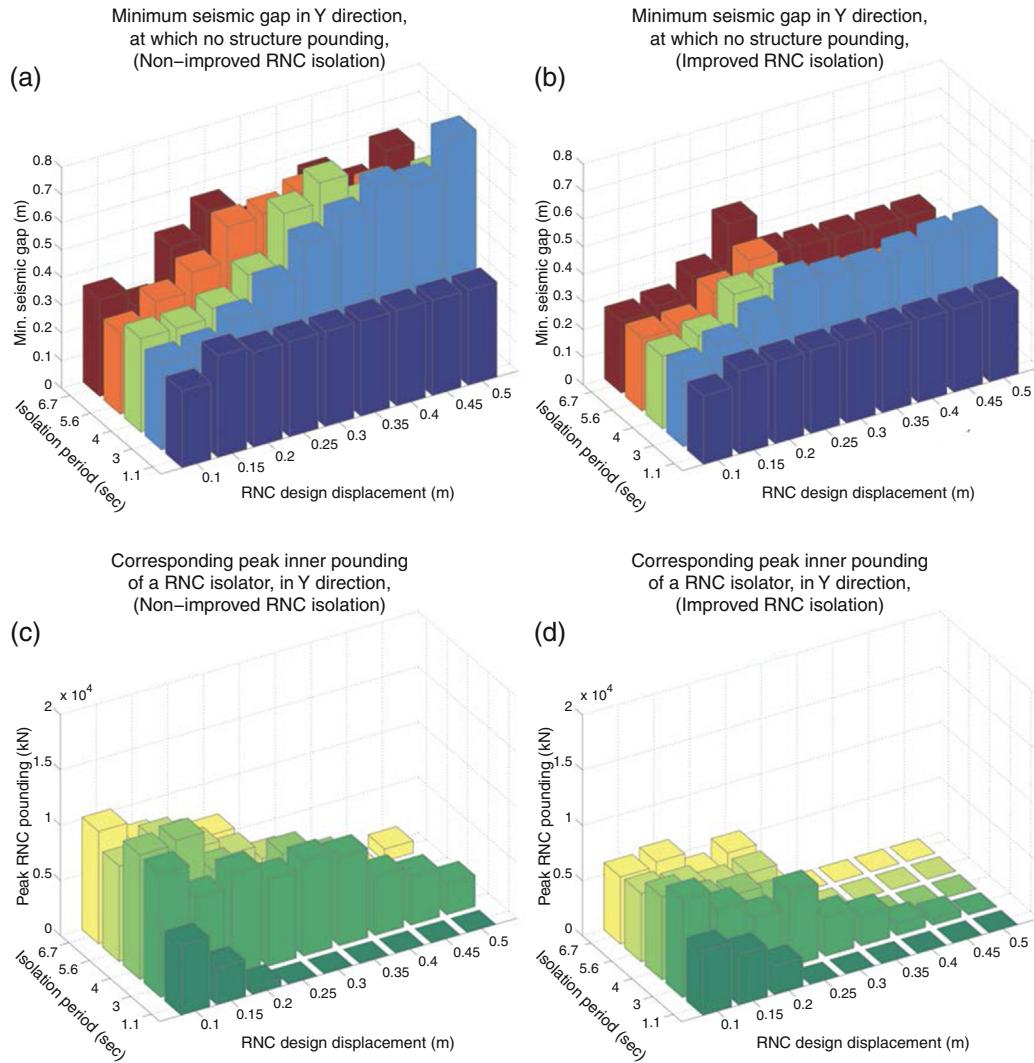 Minimum seismic gap in Y direction,
at which no structure pounding,
(Non−improved RNC isolation)
(a)
0.8
0.7
0.6
0.5
0.4
0.3
0.2
0.1
0
Min. seismic gap (m)
6.7
5.6
4
3
1.1
Isolation period (sec)
0.1
0.15
0.2
0.25
0.3
0.35
0.4
0.45
0.5
RNC design displacement (m)
Minimum seismic gap in Y direction,
at which no structure pounding,
(Improved RNC isolation)
(b)
0.8
0.7
0.6
0.5
0.4
0.3
0.2
0.1
0
Min. seismic gap (m)
6.7
5.6
4
3
1.1
Isolation period (sec)
0.1
0.15
0.2
0.25
0.3
0.35
0.4
0.45
0.5
RNC design displacement (m)
Corresponding peak inner pounding
of a RNC isolator, in Y direction,
(Non−improved RNC isolation)
(c)
x 10⁴
2
1.5
1
0.5
0
Peak RNC pounding (kN)
6.7
5.6
4
3
1.1
Isolation period (sec)
0.1
0.15
0.2
0.25
0.3
0.35
0.4
0.45
0.5
RNC design displacement (m)
Corresponding peak inner pounding
of a RNC isolator, in Y direction,
(Improved RNC isolation)
(d)
x 10⁴
2
1.5
1
0.5
0
Peak RNC pounding (kN)
6.7
5.6
4
3
1.1
Isolation period (sec)
0.1
0.15
0.2
0.25
0.3
0.35
0.4
0.45
0.5
RNC design displacement (m)